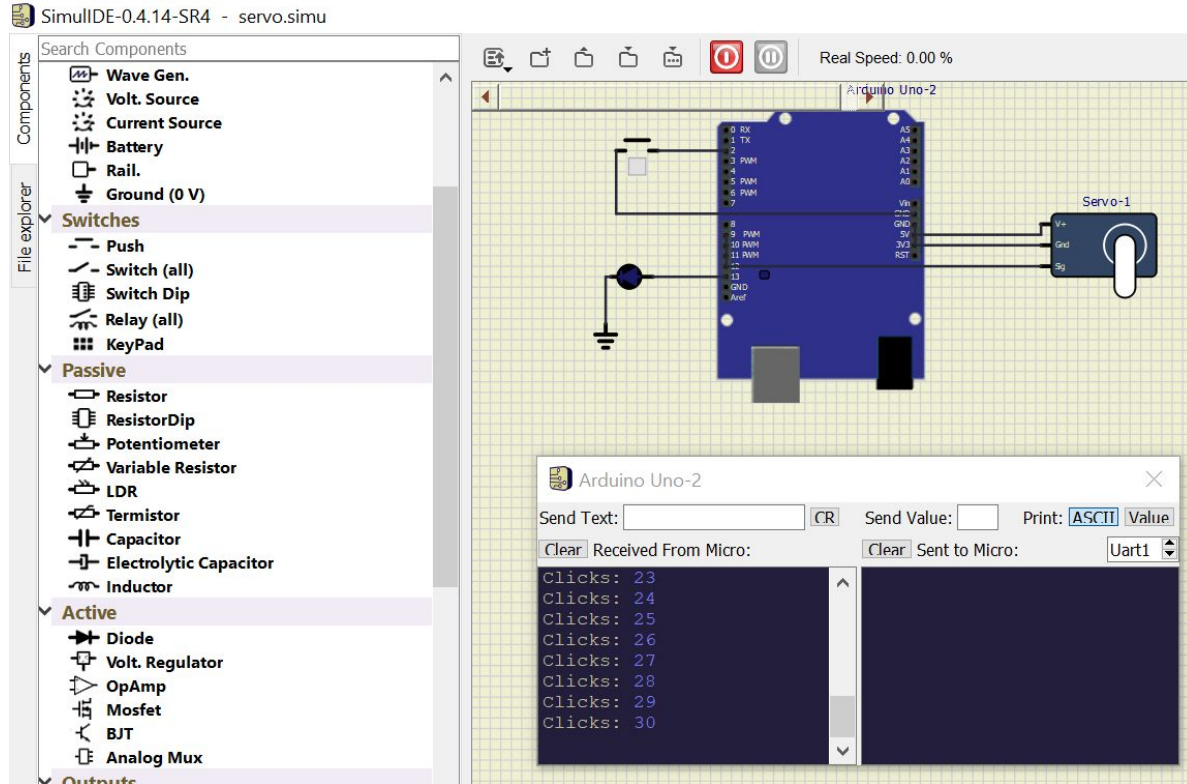 SimulIDE-0.4.14-SR4 - servo.simu
Components
File explorer
Search Components
Wave Gen.
Volt. Source
Current Source
Battery
Rail.
Ground (0 V)
Switches
Push
Switch (all)
Switch Dip
Relay (all)
KeyPad
Passive
Resistor
ResistorDip
Potentiometer
Variable Resistor
LDR
Termistor
Capacitor
Electrolytic Capacitor
Inductor
Active
Diode
Volt. Regulator
OpAmp
Mosfet
BJT
Analog Mux
Outputs
Real Speed: 0.00 %
Arduino Uno-2
0 RX
1 TX
2
3 PWM
4
5 PWM
6 PWM
7
8
9 PWM
10 PWM
11 PWM
12
13
GND
Aref
A5
A4
A3
A2
A1
A0
Vin
GND
GND
5V
3V3
RST
Servo-1
V+
Gnd
Sg
Arduino Uno-2
Send Text: CR Send Value: Print: ASCII Value
Clear Received From Micro: Clear Sent to Micro: Uart1
Clicks: 23
Clicks: 24
Clicks: 25
Clicks: 26
Clicks: 27
Clicks: 28
Clicks: 29
Clicks: 30